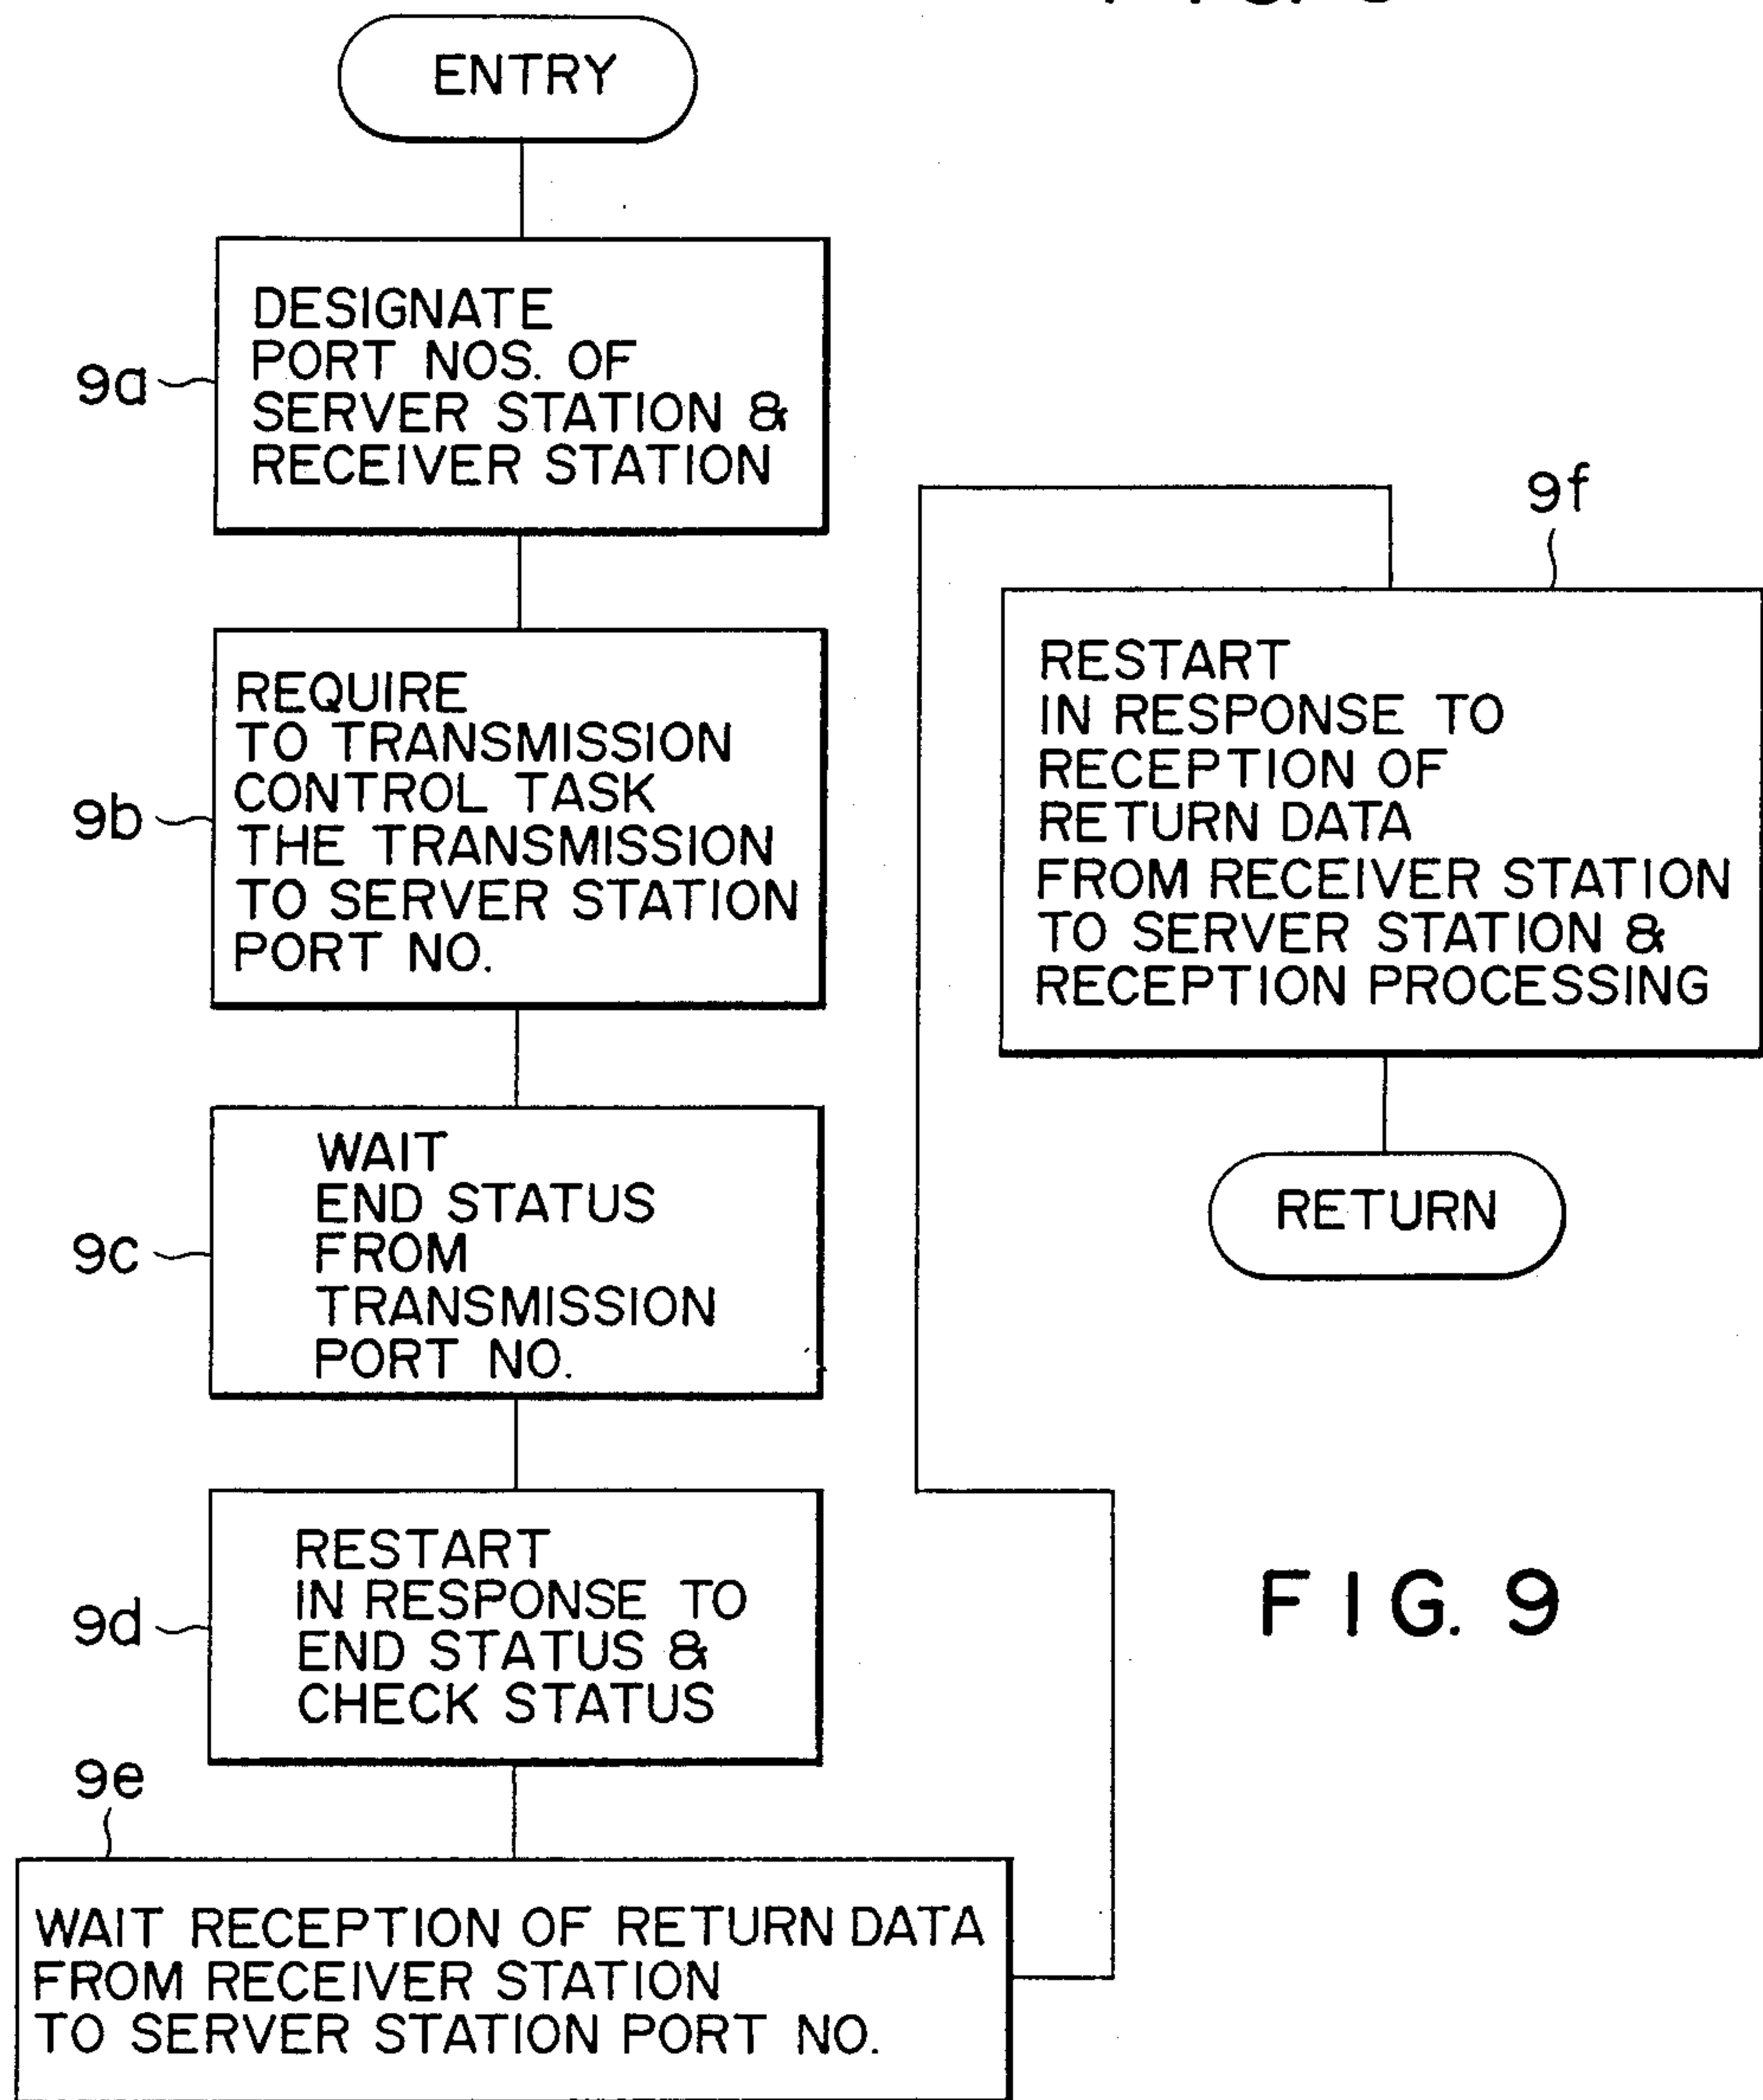 ENTRY
9a
DESIGNATE
PORT NOS. OF
SERVER STATION &
RECEIVER STATION
9b
REQUIRE
TO TRANSMISSION
CONTROL TASK
THE TRANSMISSION
TO SERVER STATION
PORT NO.
9c
WAIT
END STATUS
FROM
TRANSMISSION
PORT NO.
9d
RESTART
IN RESPONSE TO
END STATUS &
CHECK STATUS
9e
WAIT RECEPTION OF RETURN DATA
FROM RECEIVER STATION
TO SERVER STATION PORT NO.
9f
RESTART
IN RESPONSE TO
RECEPTION OF
RETURN DATA
FROM RECEIVER STATION
TO SERVER STATION &
RECEPTION PROCESSING
RETURN
FIG. 9